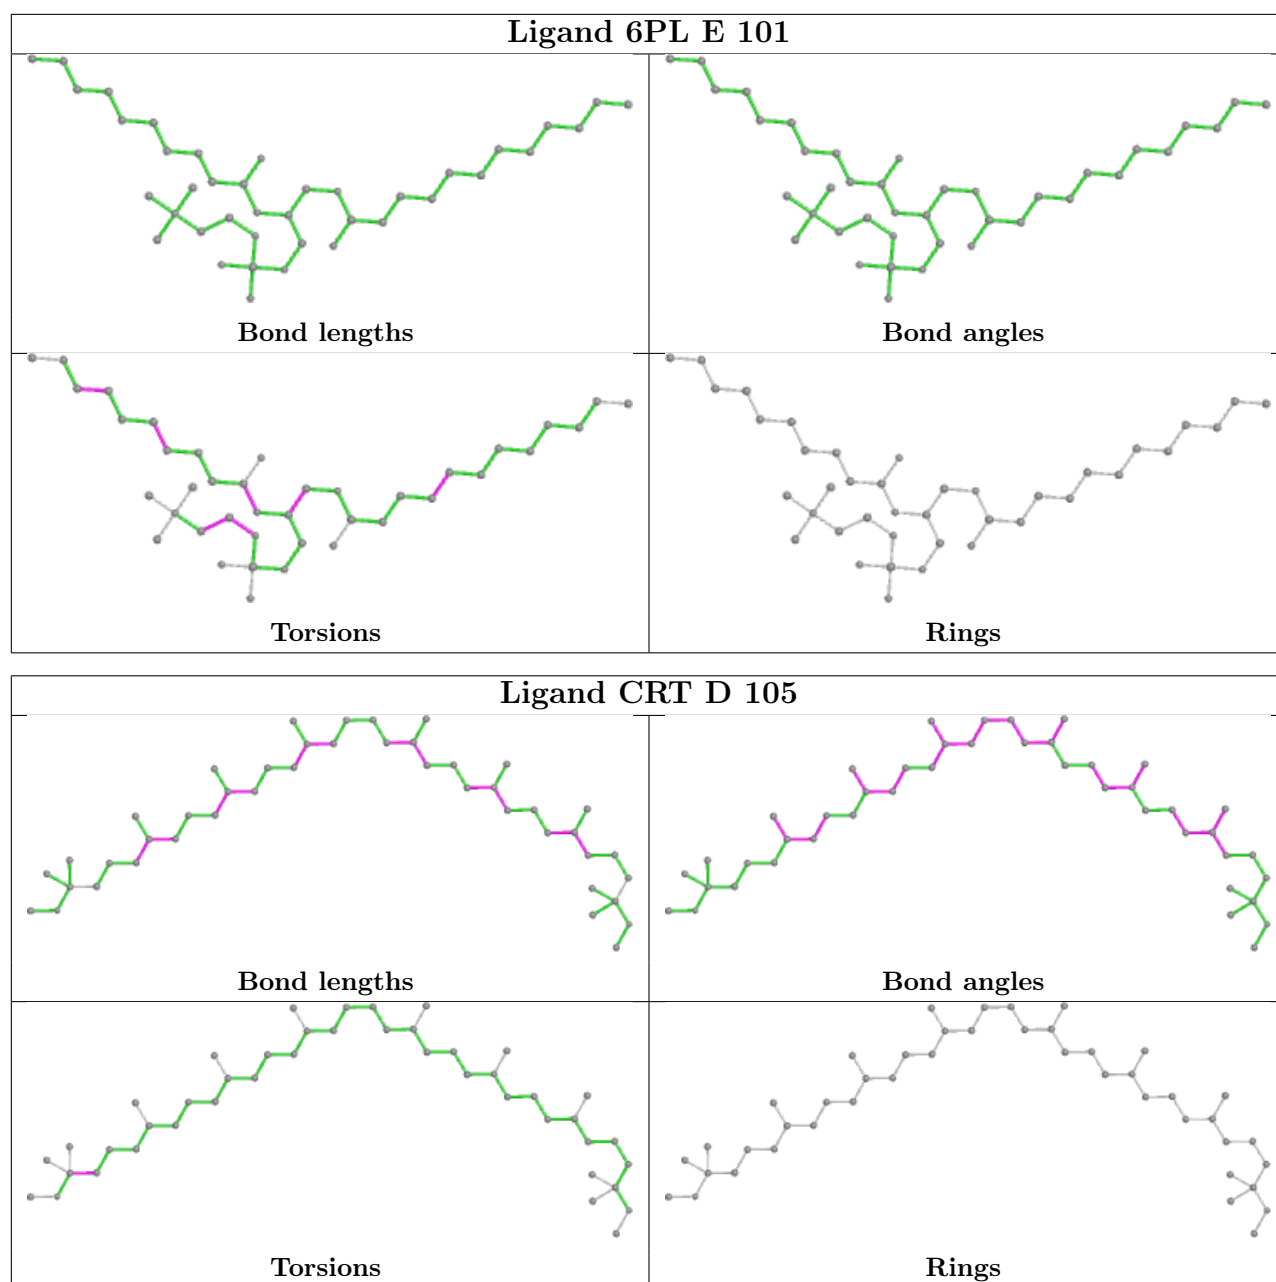 Ligand 6PL E 101
Bond lengths
Bond angles
Torsions
Rings
Ligand CRT D 105
Bond lengths
Bond angles
Torsions
Rings